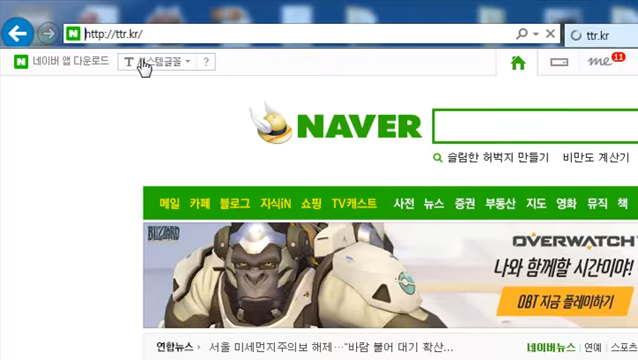 http://ttr.kr/
ttr.kr
네이버 앱 다운로드
스템글꼴
?
me
11
NAVER
슬림한 허벅지 만들기 비만도 계산기
메일 카페 블로그 지식iN 쇼핑 TV캐스트 사전 뉴스 증권 부동산 지도 영화 뮤직 책
BLIZZARD
OVERWATCH
나와 함께할 시간이야!
OBT 지금 플레이하기
연합뉴스 › 서울 미세먼지주의보 해제…"바람 불어 대기 확산...
네이버뉴스 연예 스포츠